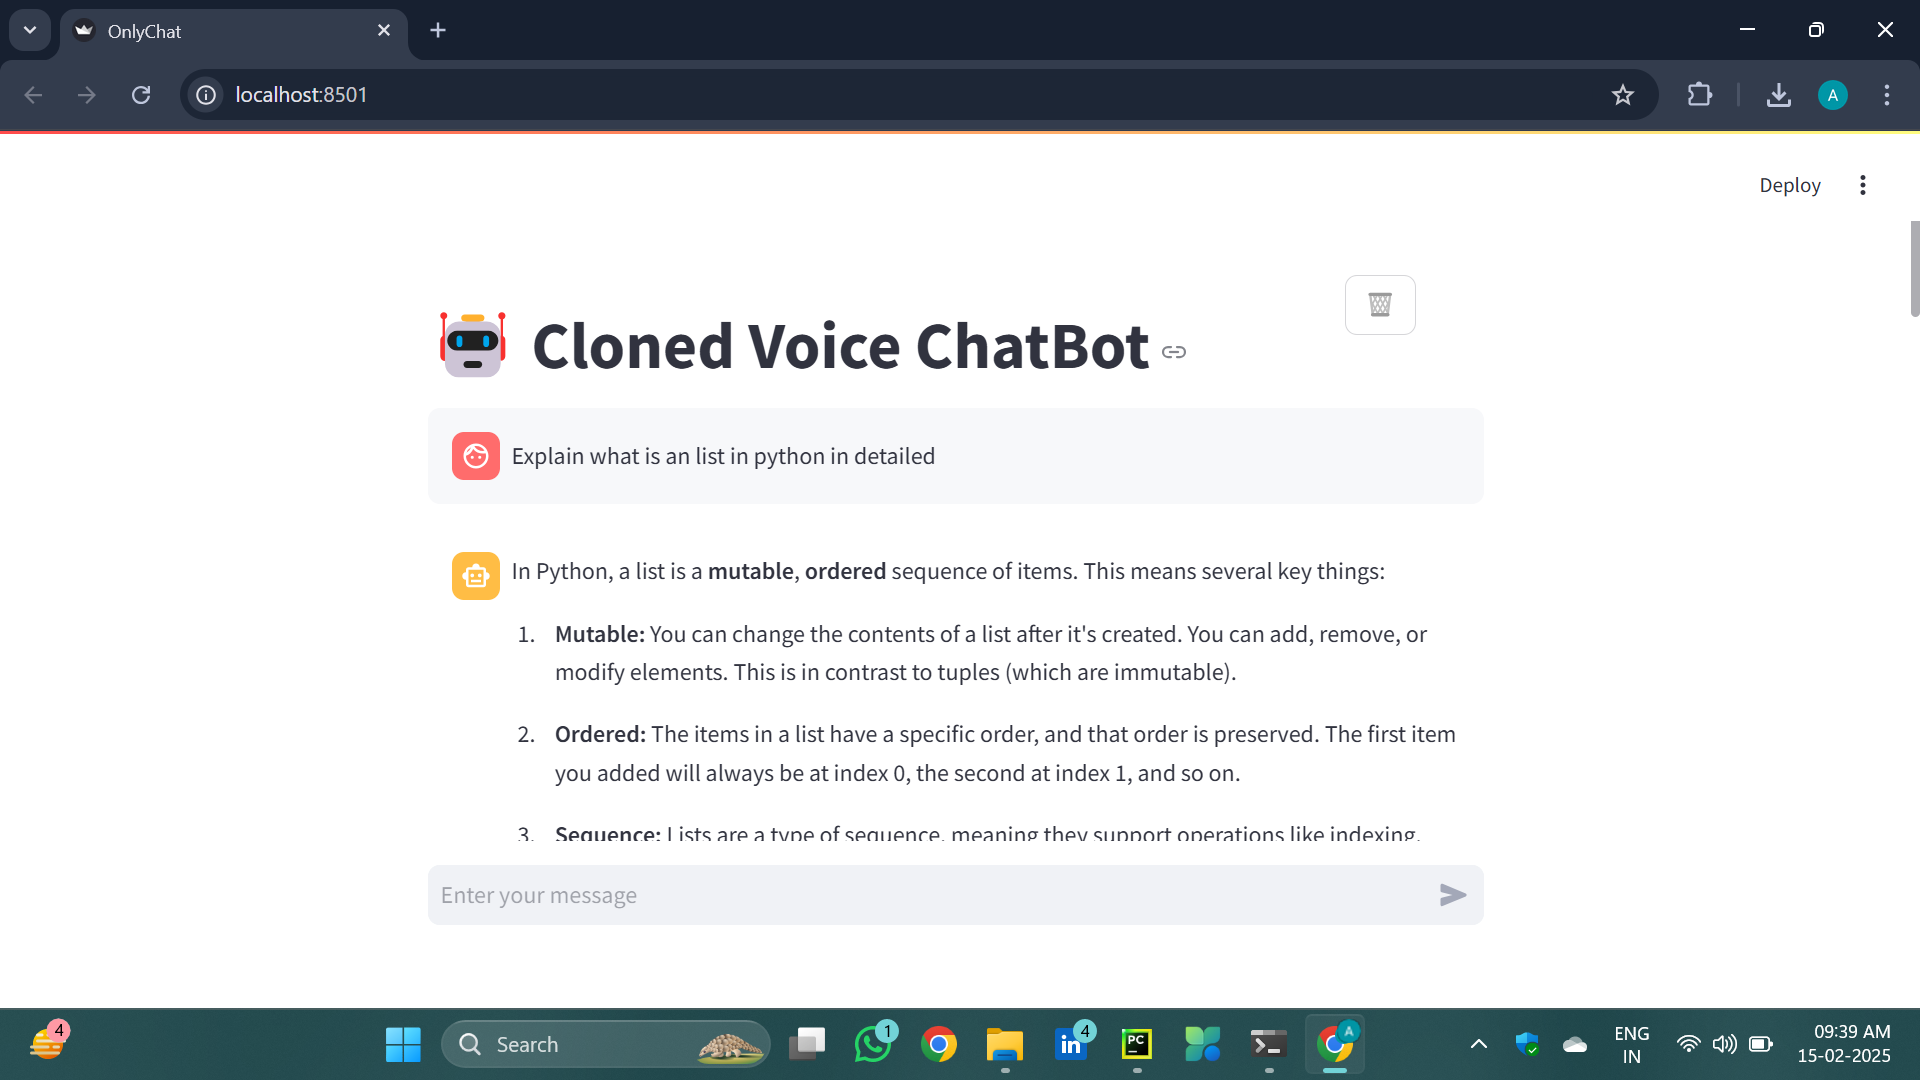 OnlyChat
localhost:8501
A
Deploy
Cloned Voice ChatBot
Explain what is an list in python in detailed
In Python, a list is a mutable, ordered sequence of items. This means several key things:
1. Mutable: You can change the contents of a list after it's created. You can add, remove, or
modify elements. This is in contrast to tuples (which are immutable).
2. Ordered: The items in a list have a specific order, and that order is preserved. The first item
you added will always be at index 0, the second at index 1, and so on.
3. Sequence: Lists are a type of sequence, meaning they support operations like indexing,
Enter your message
4
Search
1
4
in
PC
A
ENG
IN
09:39 AM
15-02-2025